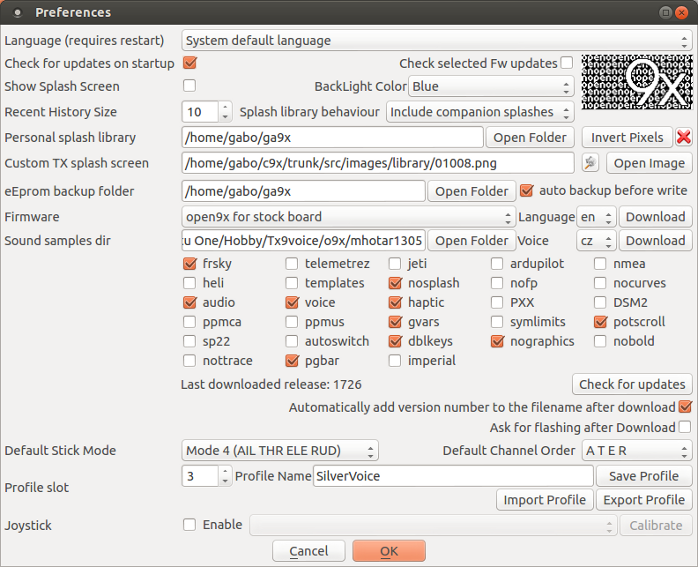 Preferences
Language (requires restart) System default language
Check for updates on startup Check selected Fw updates
Show Splash Screen BackLight Color Blue
Recent History Size 10 Splash library behaviour Include companion splashes
Personal splash library /home/gabo/ga9x Open Folder Invert Pixels
Custom TX splash screen /home/gabo/c9x/trunk/src/images/library/01008.png Open Image
eEprom backup folder /home/gabo/ga9x Open Folder auto backup before write
Firmware open9x for stock board Language en Download
Sound samples dir u One/Hobby/Tx9voice/o9x/mhotar1305 Open Folder Voice cz Download
frsky telemetrez jeti ardupilot nmea
heli templates nosplash nofp nocurves
audio voice haptic PXX DSM2
ppmca ppmus gvars symlimits potscroll
sp22 autoswitch dblkeys nographics nobold
nottrace pgbar imperial
Last downloaded release: 1726 Check for updates
Automatically add version number to the filename after download
Ask for flashing after Download
Default Stick Mode Mode 4 (AIL THR ELE RUD) Default Channel Order A T E R
Profile slot 3 Profile Name SilverVoice Save Profile
Import Profile Export Profile
Joystick Enable Calibrate
Cancel OK